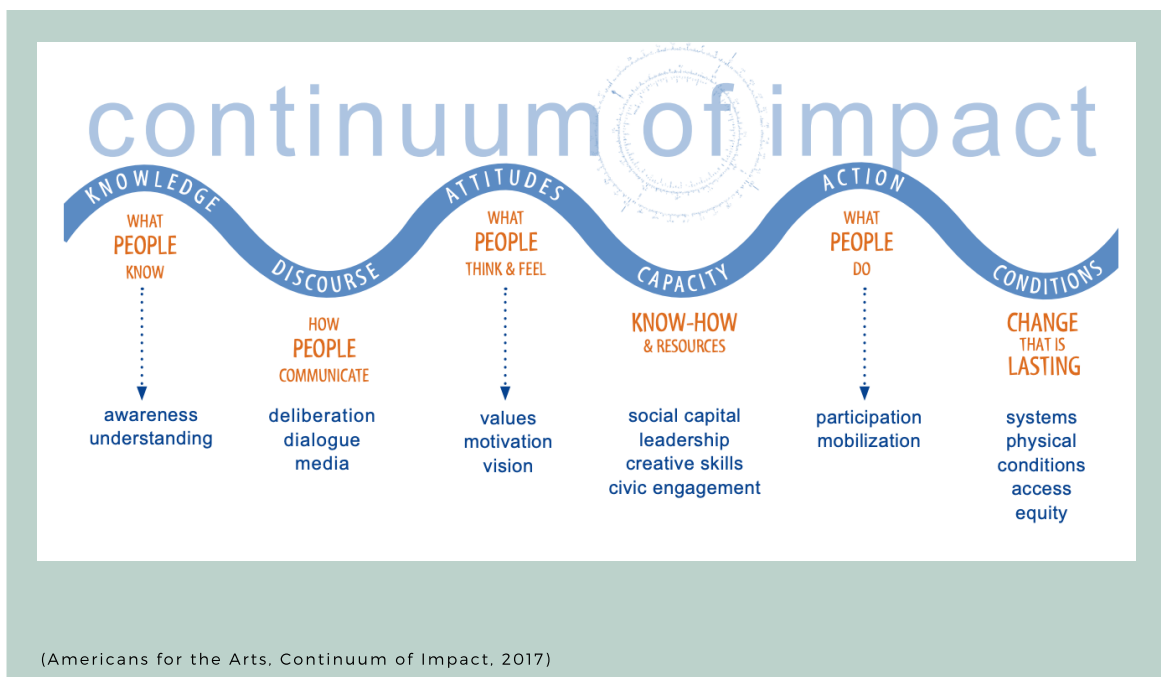 continuum of impact
KNOWLEDGE
WHAT
PEOPLE
KNOW
awareness
understanding
DISCOURSE
HOW
PEOPLE
COMMUNICATE
deliberation
dialogue
media
ATTITUDES
WHAT
PEOPLE
THINK & FEEL
values
motivation
vision
CAPACITY
KNOW-HOW
& RESOURCES
social capital
leadership
creative skills
civic engagement
ACTION
WHAT
PEOPLE
DO
participation
mobilization
CONDITIONS
CHANGE
THAT IS
LASTING
systems
physical
conditions
access
equity
(Americans for the Arts, Continuum of Impact, 2017)